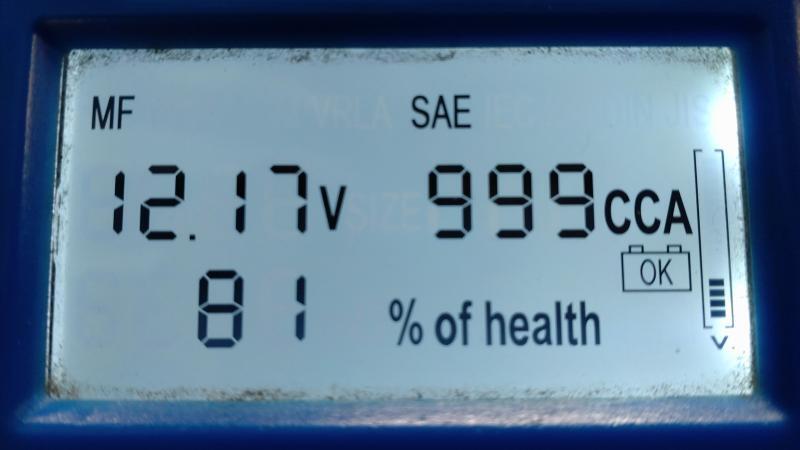 MF SAE
12.17V 999CCA
OK
81 % of health
V